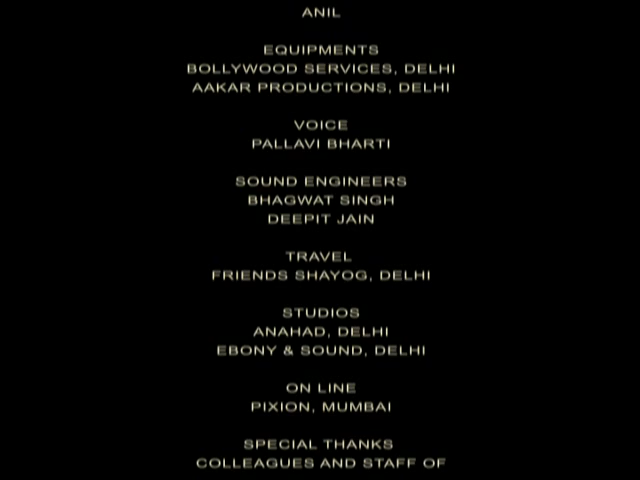 ANIL
EQUIPMENTS
BOLLYWOOD SERVICES, DELHI
AAKAR PRODUCTIONS, DELHI
VOICE
PALLAVI BHARTI
SOUND ENGINEERS
BHAGWAT SINGH
DEEPIT JAIN
TRAVEL
FRIENDS SHAYOG, DELHI
STUDIOS
ANAHAD, DELHI
EBONY & SOUND, DELHI
ON LINE
PIXION, MUMBAI
SPECIAL THANKS
COLLEAGUES AND STAFF OF